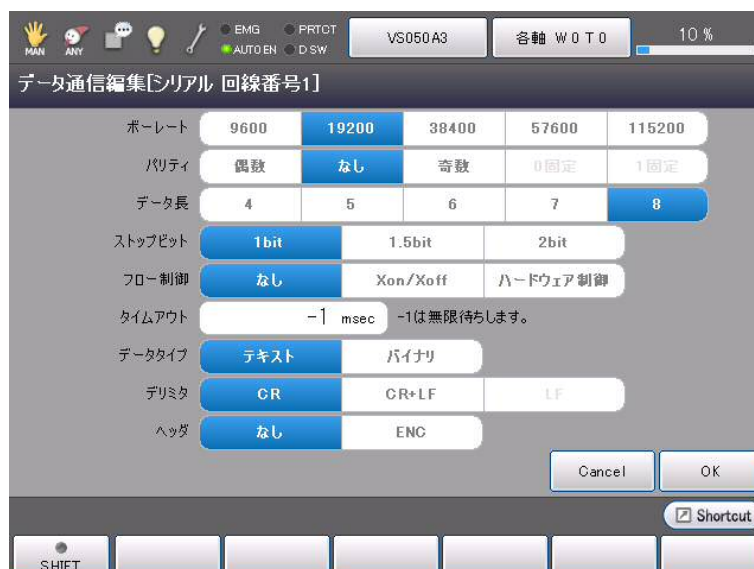 EMG PRTCT
MAN ANY AUTO EN D SW VS050A3 各軸 W 0 T 0 10 %
データ通信編集[シリアル 回線番号1]
ボーレート 9600 19200 38400 57600 115200
パリティ 偶数 なし 奇数 0固定 1固定
データ長 4 5 6 7 8
ストップビット 1bit 1.5bit 2bit
フロー制御 なし Xon/Xoff ハードウェア制御
タイムアウト -1 msec -1は無限待ちします。
データタイプ テキスト バイナリ
デリミタ CR CR+LF LF
ヘッダ なし ENC
Cancel OK
Shortcut
SHIFT